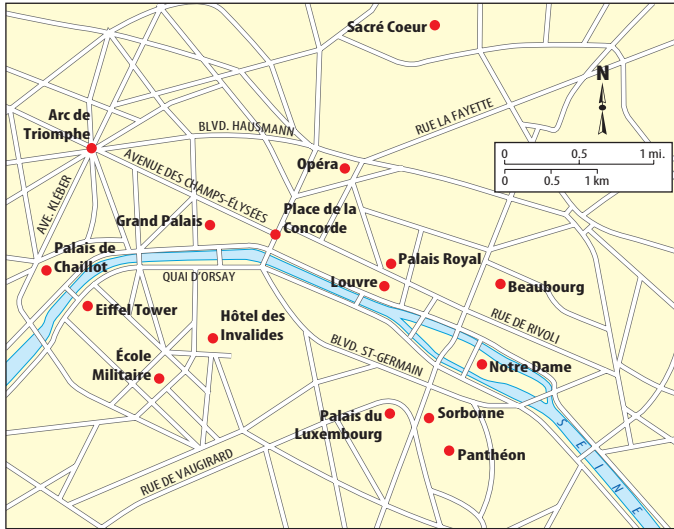 Sacré Coeur
N
Arc de
Triomphe
BLVD. HAUSMANN
RUE LA FAYETTE
0 0.5 1 mi.
0 0.5 1 km
Opéra
AVENUE DES CHAMPS-ÉLYSÉES
AVE. KLÉBER
Grand Palais
Place de la
Concorde
Palais de
Chaillot
QUAI D'ORSAY
Palais Royal
Louvre
Beaubourg
Eiffel Tower
Hôtel des
Invalides
RUE DE RIVOLI
École
Militaire
BLVD. ST-GERMAIN
Notre Dame
Palais du
Luxembourg
Sorbonne
Panthéon
RUE DE VAUGIRARD
SEINE